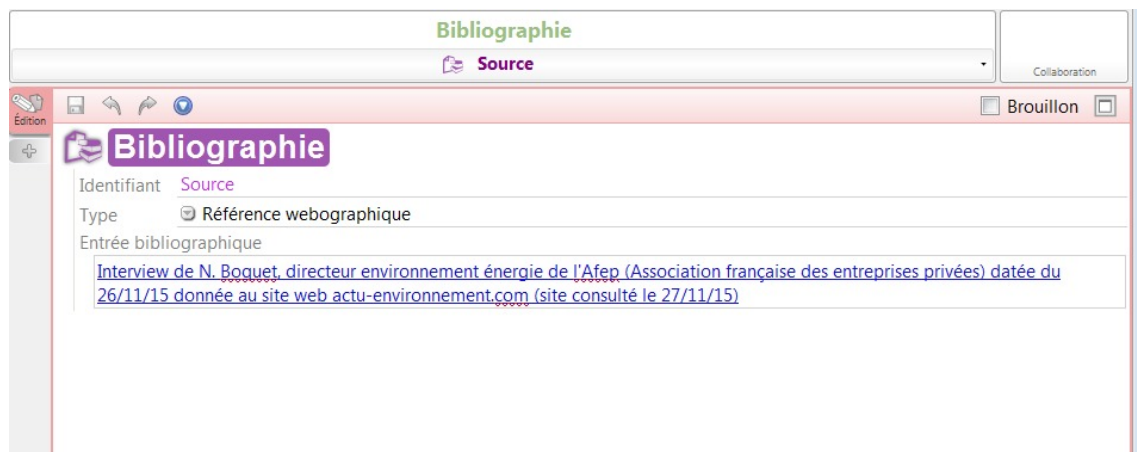 Bibliographie
Source
Collaboration
Édition
Brouillon
Bibliographie
Identifiant Source
Type Référence webographique
Entrée bibliographique
Interview de N. Boquet, directeur environnement énergie de l'Afep (Association française des entreprises privées) datée du
26/11/15 donnée au site web actu-environnement.com (site consulté le 27/11/15)